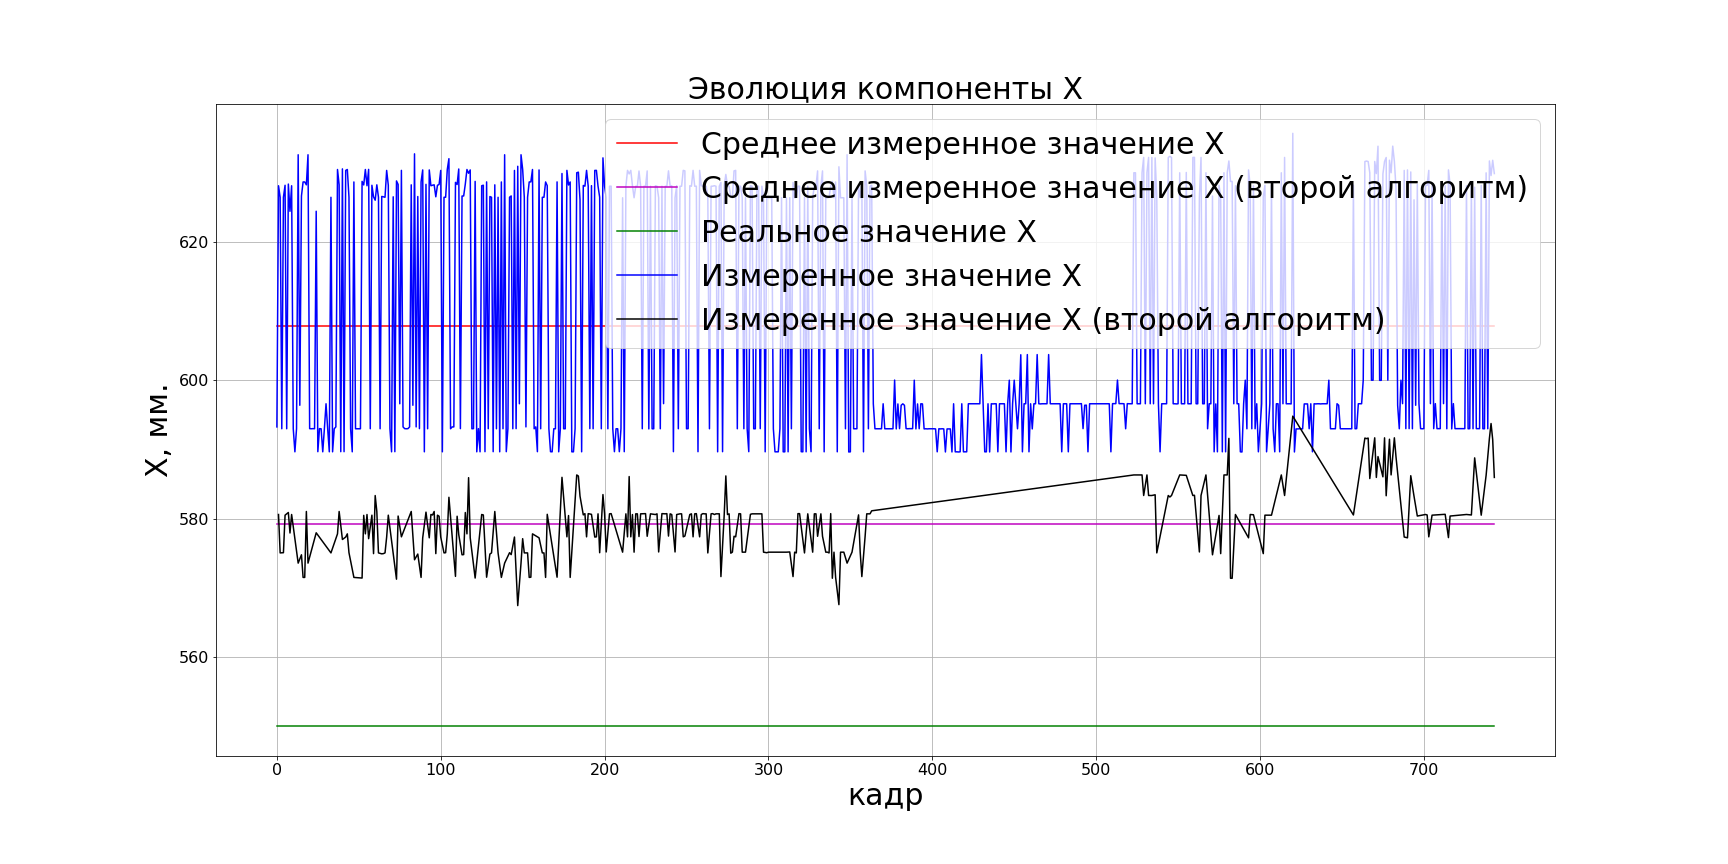 Эволюция компоненты X
Среднее измеренное значение X
Среднее измеренное значение X (второй алгоритм)
Реальное значение X
Измеренное значение X
Измеренное значение X (второй алгоритм)
X, мм.
620
600
580
560
0 100 200 300 400 500 600 700
кадр